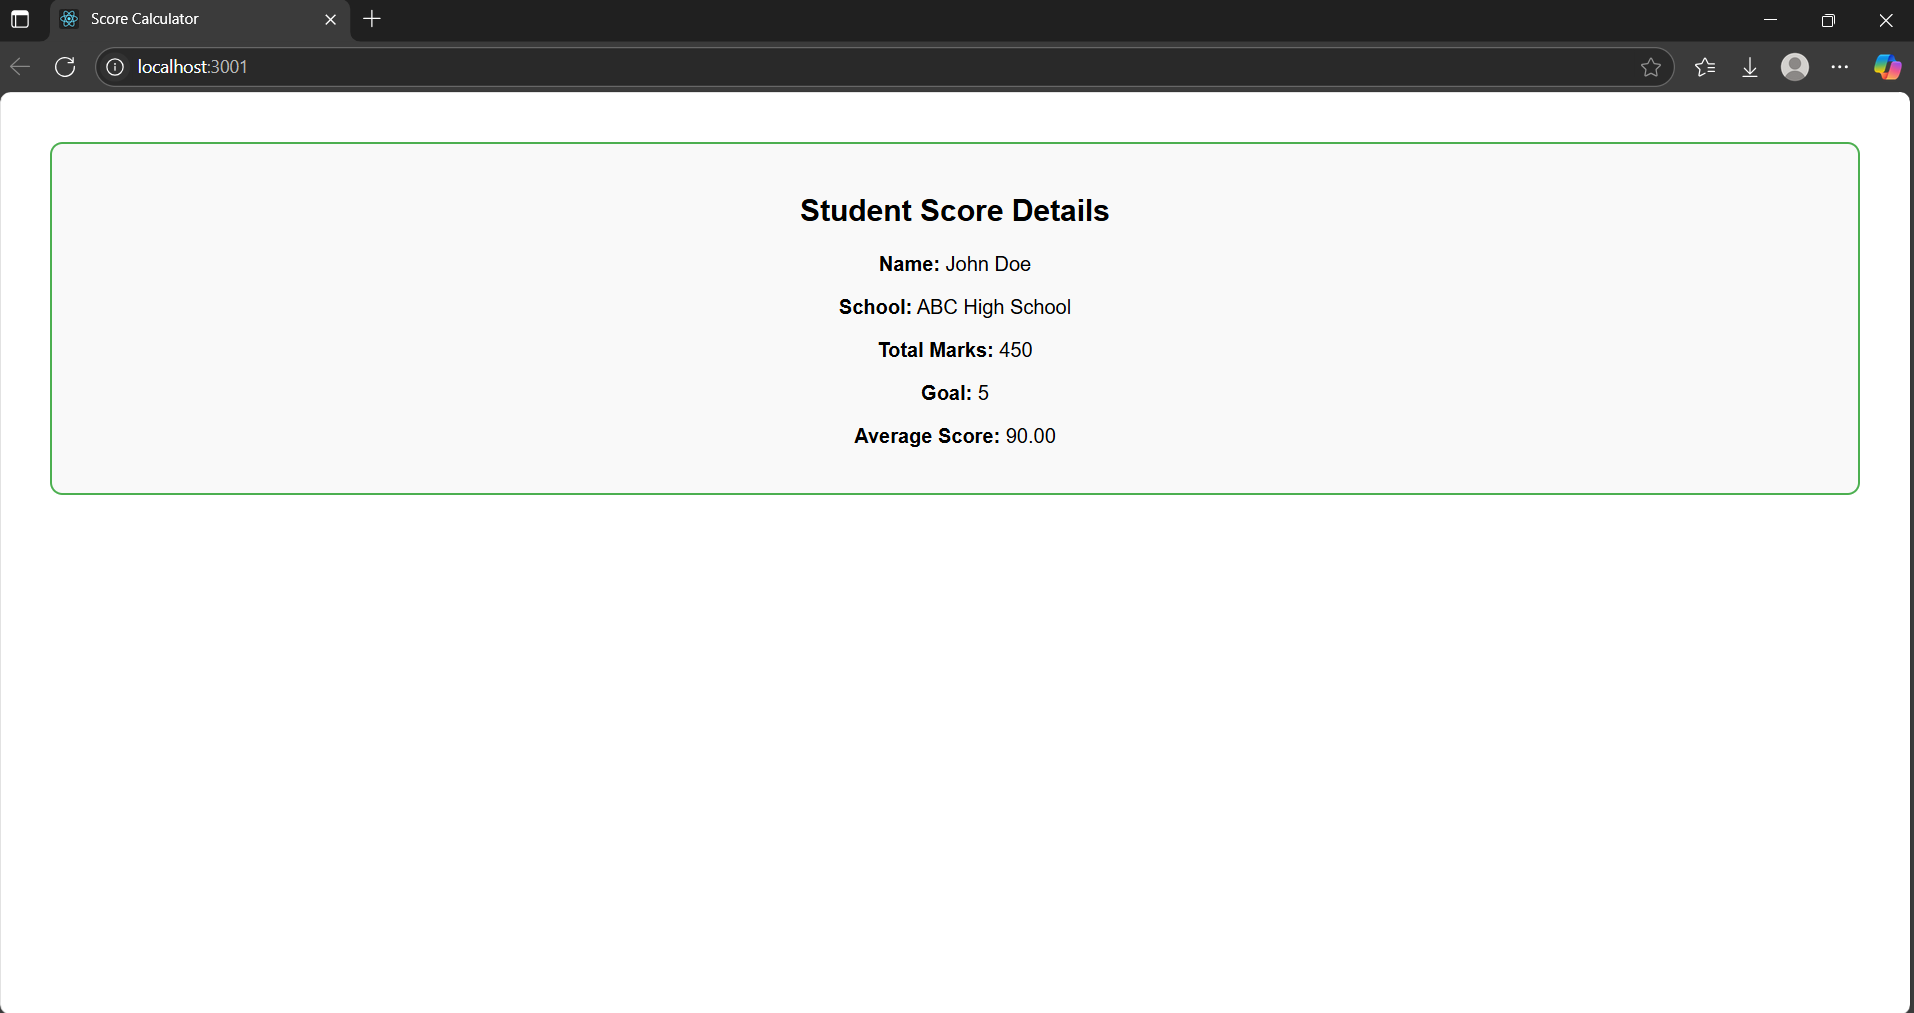 Score Calculator
localhost:3001
Student Score Details
Name: John Doe
School: ABC High School
Total Marks: 450
Goal: 5
Average Score: 90.00